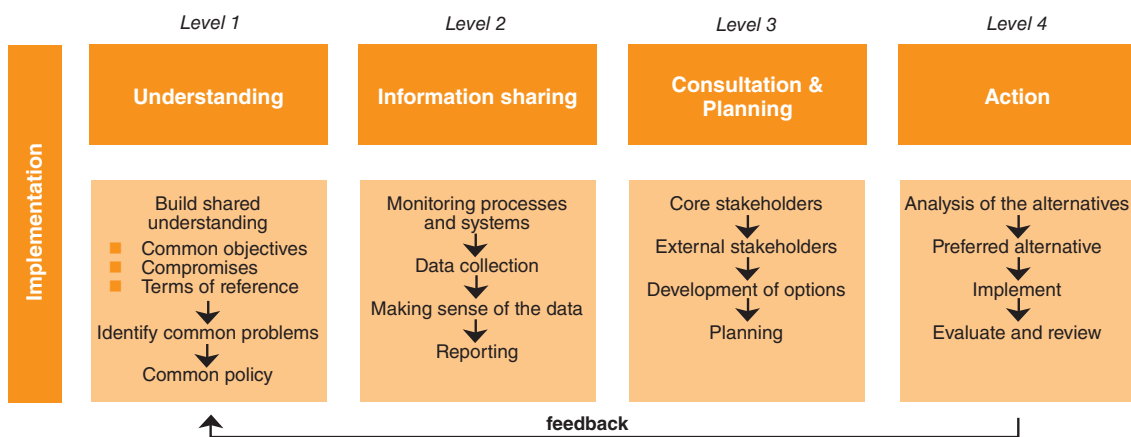 Level 1
Level 2
Level 3
Level 4
Implementation
Understanding
Information sharing
Consultation &
Planning
Action
Build shared
understanding
Common objectives
Compromises
Terms of reference
Identify common problems
Common policy
Monitoring processes
and systems
Data collection
Making sense of the data
Reporting
Core stakeholders
External stakeholders
Development of options
Planning
Analysis of the alternatives
Preferred alternative
Implement
Evaluate and review
feedback